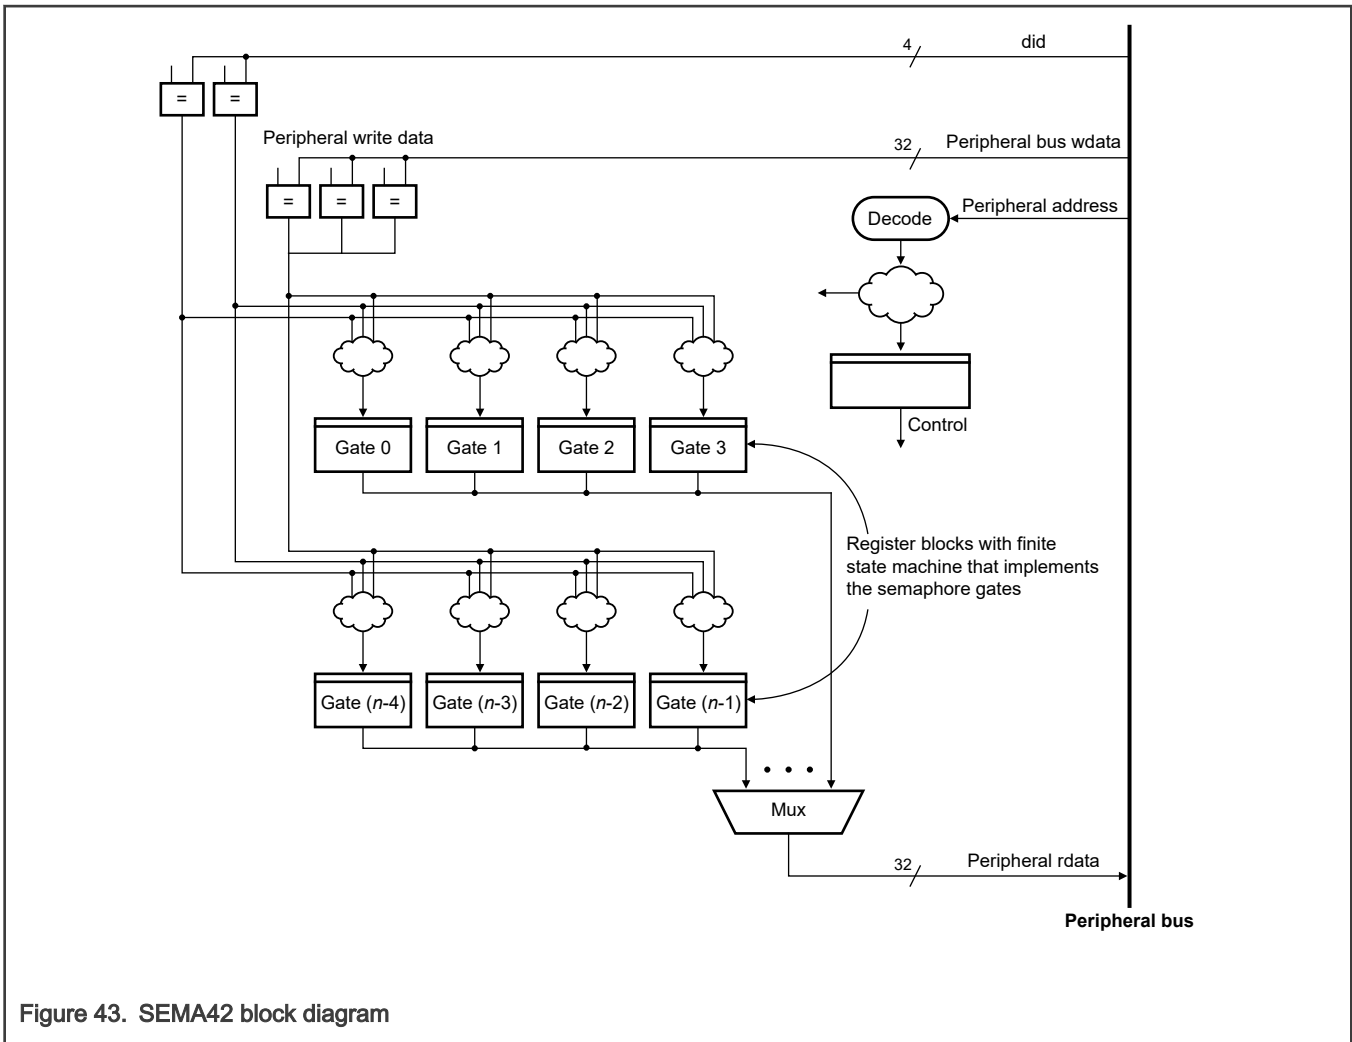 4
did
=
=
Peripheral write data
32
Peripheral bus wdata
=
=
=
Decode
Peripheral address
Gate 0
Gate 1
Gate 2
Gate 3
Control
Register blocks with finite
state machine that implements
the semaphore gates
Gate (n-4)
Gate (n-3)
Gate (n-2)
Gate (n-1)
• • •
Mux
32
Peripheral rdata
Peripheral bus
Figure 43. SEMA42 block diagram